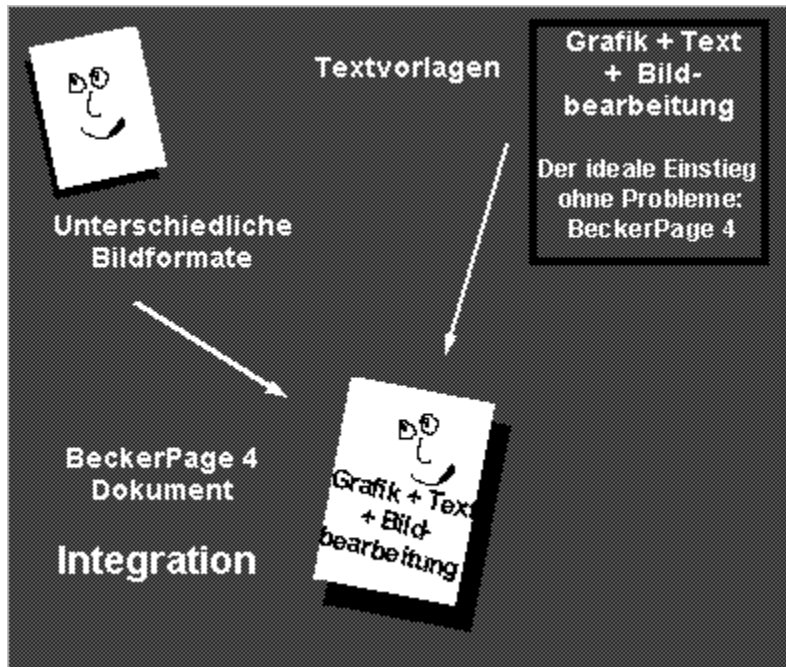 Textvorlagen
Grafik + Text
+ Bild-
bearbeitung
Der ideale Einstieg
ohne Probleme:
BeckerPage 4
Unterschiedliche
Bildformate
BeckerPage 4
Dokument
Integration
Grafik + Text
+ Bild-
bearbeitung